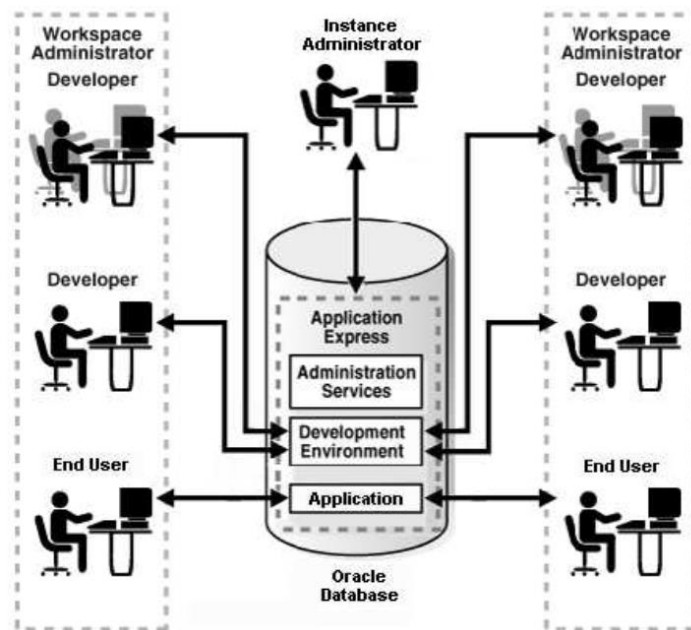 Workspace
Administrator
Developer
Developer
End User
Instance
Administrator
Application
Express
Administration
Services
Development
Environment
Application
Oracle
Database
Workspace
Administrator
Developer
Developer
End User